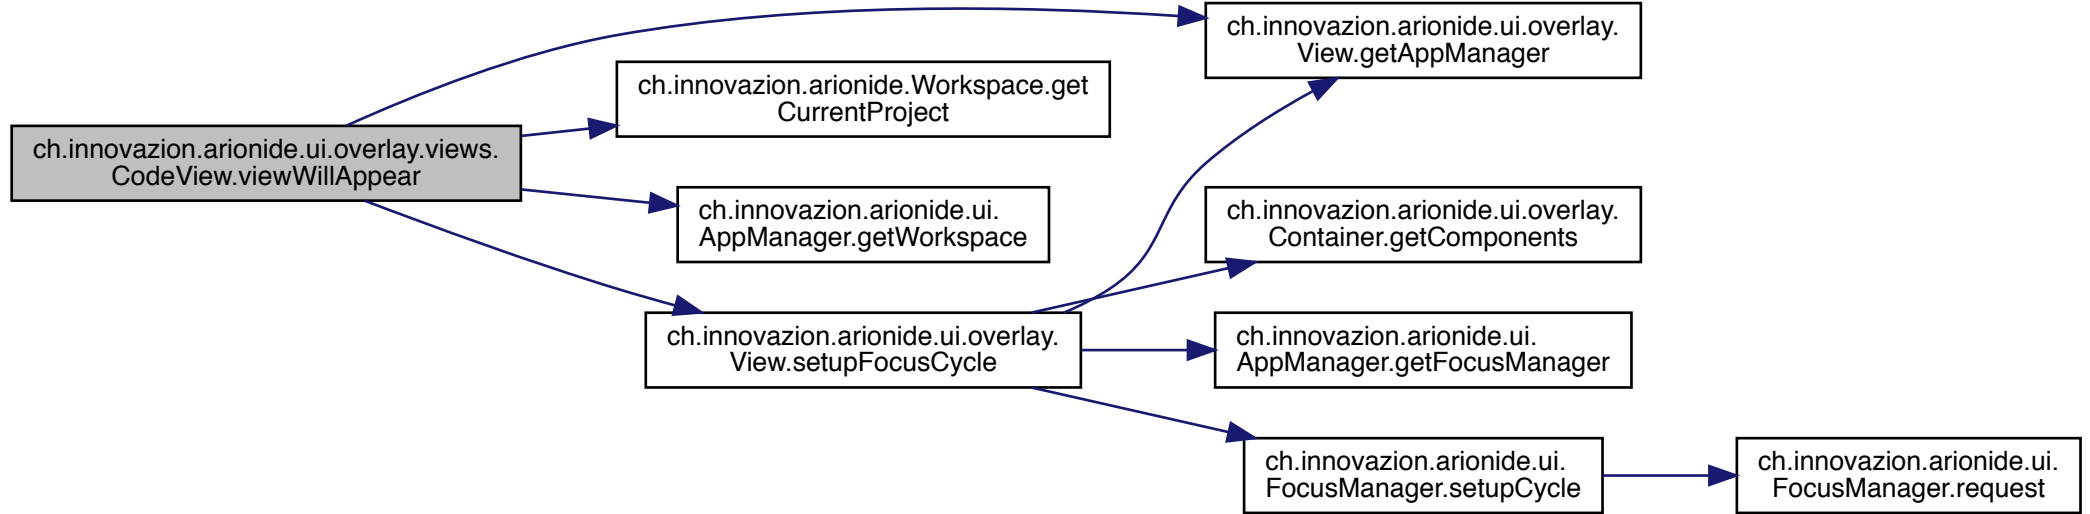 ch.innovazion.arionide.ui.overlay.views.
CodeView.viewWillAppear
ch.innovazion.arionide.ui.overlay.
View.getAppManager
ch.innovazion.arionide.Workspace.get
CurrentProject
ch.innovazion.arionide.ui.
AppManager.getWorkspace
ch.innovazion.arionide.ui.overlay.
View.setupFocusCycle
ch.innovazion.arionide.ui.overlay.
Container.getComponents
ch.innovazion.arionide.ui.
AppManager.getFocusManager
ch.innovazion.arionide.ui.
FocusManager.setupCycle
ch.innovazion.arionide.ui.
FocusManager.request